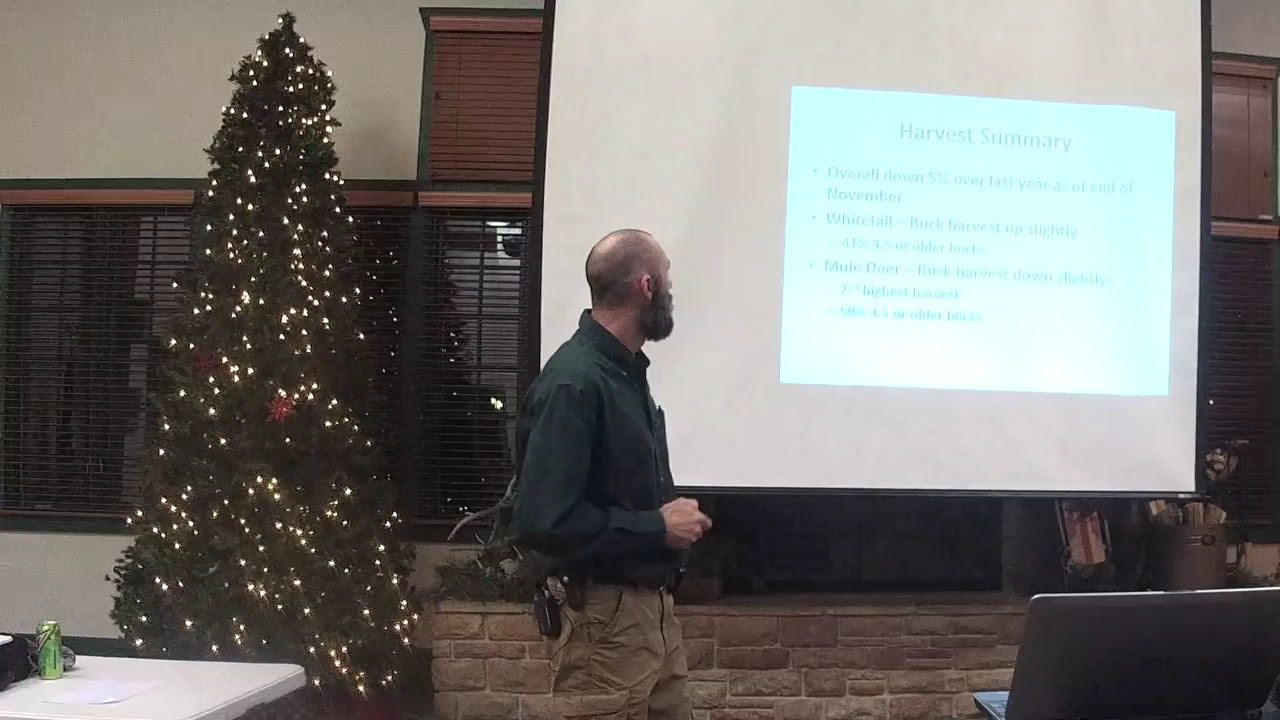 Harvest Summary
• Overall down 5% over last year as of end of
November
• Whitetail – Buck harvest up slightly
– 41% 3.5 or older bucks
• Mule Deer – Buck harvest down slightly
– 2nd highest harvest
– 59% 3.5 or older bucks